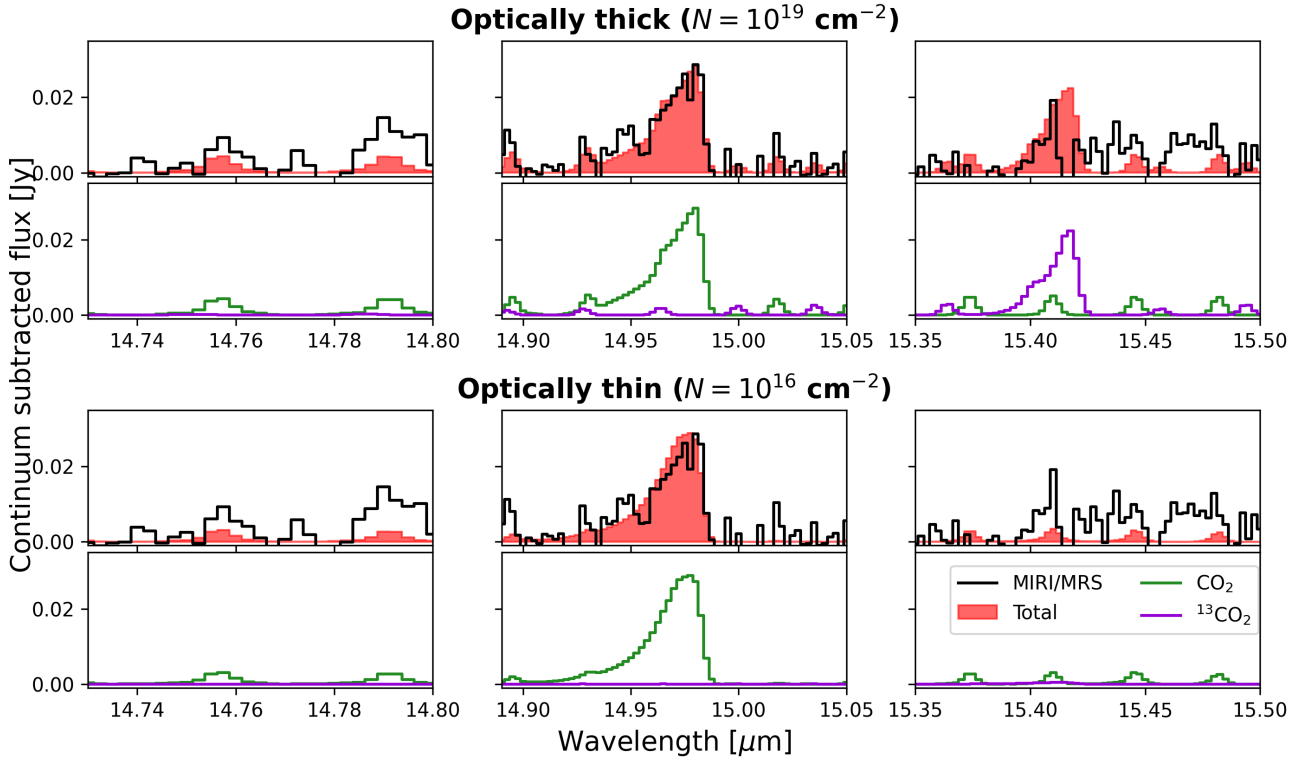 Optically thick (N = 10¹⁹ cm⁻²)
0.02
0.00
0.02
0.00
14.74 14.76 14.78 14.80 14.90 14.95 15.00 15.05 15.35 15.40 15.45 15.50
Continuum subtracted flux [Jy]
Optically thin (N = 10¹⁶ cm⁻²)
0.02
0.00
MIRI/MRS CO₂
Total ¹³CO₂
0.02
0.00
14.74 14.76 14.78 14.80 14.90 14.95 15.00 15.05 15.35 15.40 15.45 15.50
Wavelength [μm]